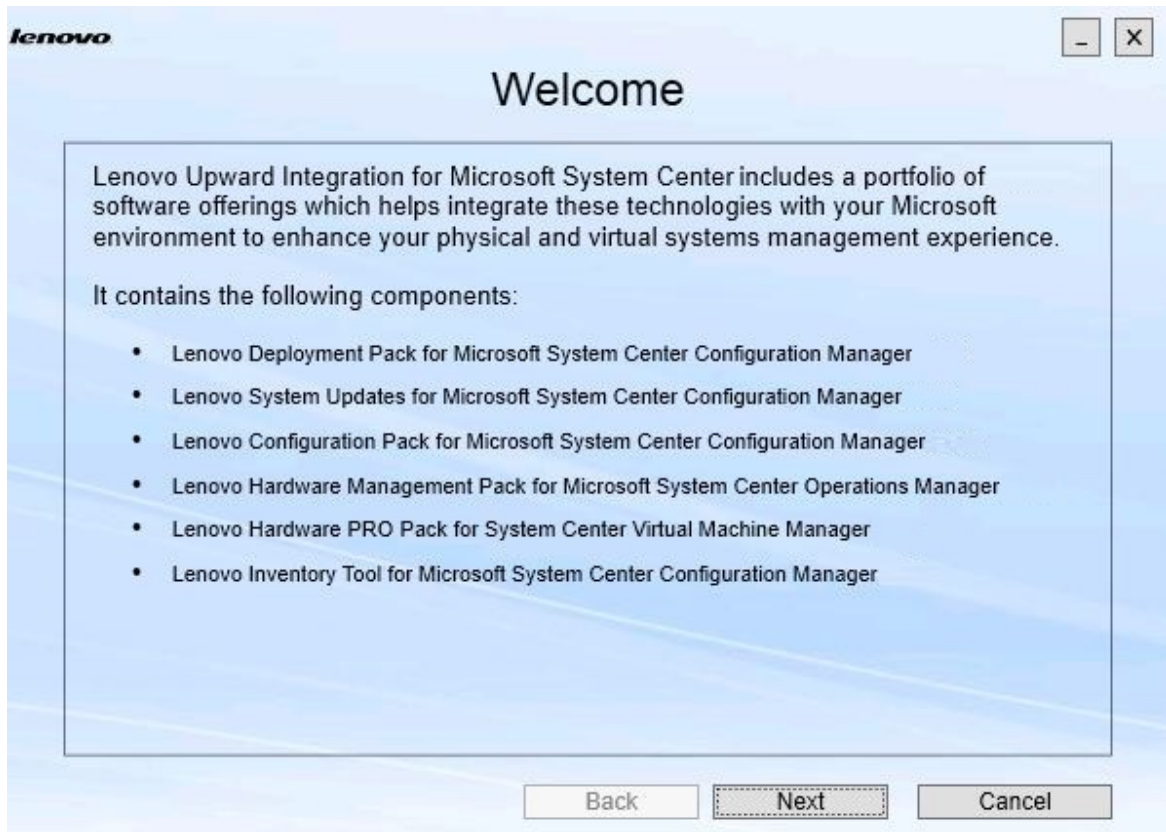 lenovo
_ X
Welcome
Lenovo Upward Integration for Microsoft System Center includes a portfolio of
software offerings which helps integrate these technologies with your Microsoft
environment to enhance your physical and virtual systems management experience.
It contains the following components:
• Lenovo Deployment Pack for Microsoft System Center Configuration Manager
• Lenovo System Updates for Microsoft System Center Configuration Manager
• Lenovo Configuration Pack for Microsoft System Center Configuration Manager
• Lenovo Hardware Management Pack for Microsoft System Center Operations Manager
• Lenovo Hardware PRO Pack for System Center Virtual Machine Manager
• Lenovo Inventory Tool for Microsoft System Center Configuration Manager
Back Next Cancel